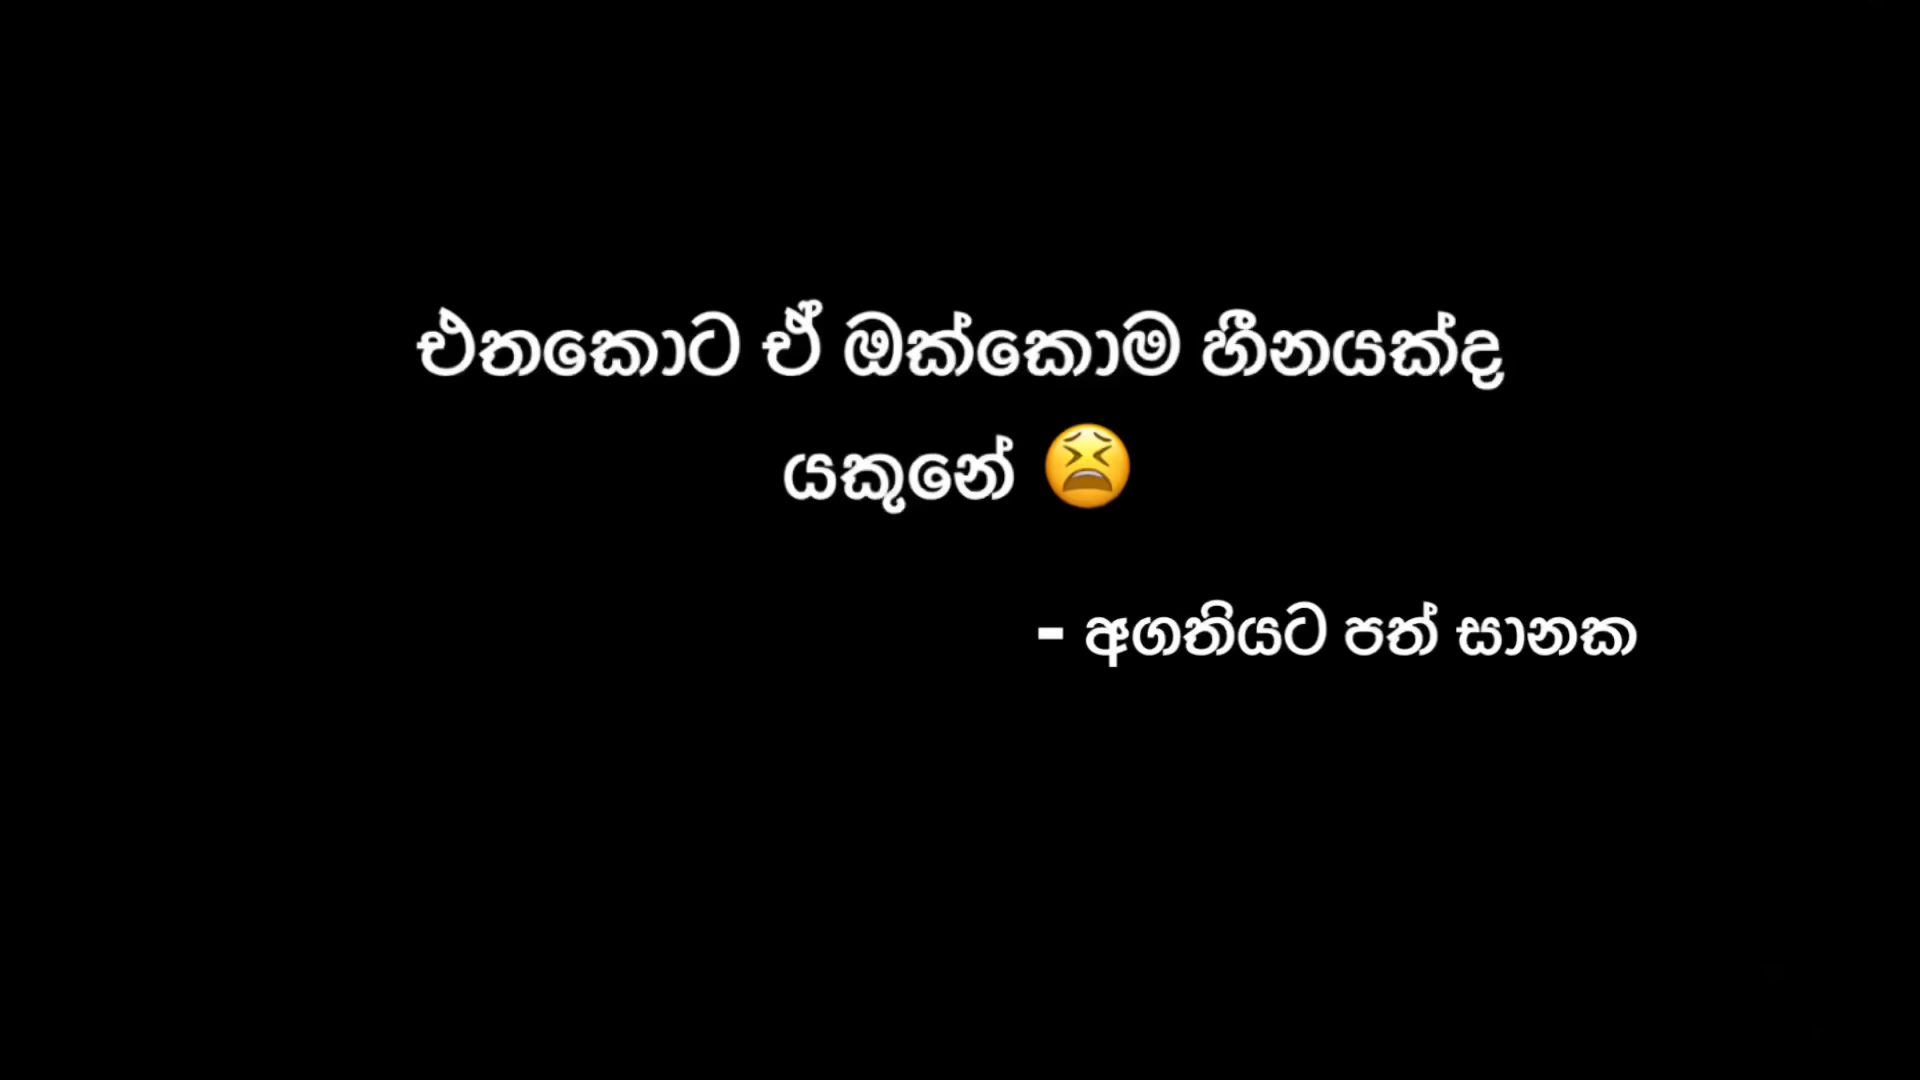 එතකොට ඒ ඔක්කොම හීනයක්ද
යකුනේ 😫
- අගතියට පත් සානක